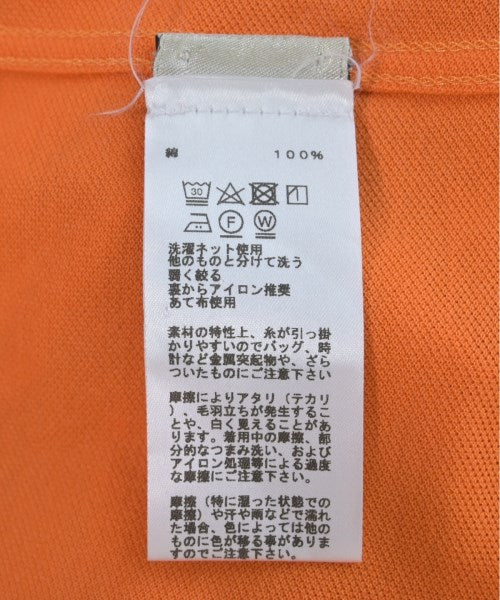 綿 100%
30
F W
洗濯ネット使用
他のものと分けて洗う
弱く絞る
裏からアイロン推奨
あて布使用
素材の特性上、糸が引っ掛
かりやすいのでバッグ、時
計など金属突起物や、ざら
ついたものにご注意下さい
摩擦によりアタリ（テカリ
）、毛羽立ちが発生するこ
とや、白く見えることがあ
ります。着用中の摩擦、部
分的なつまみ洗い、および
アイロン処理等による過度
な摩擦にご注意下さい。
摩擦（特に湿った状態での
摩擦）や汗や雨などで濡れ
た場合、色によっては他の
ものに色が移る事がありま
すのでご注意下さい。